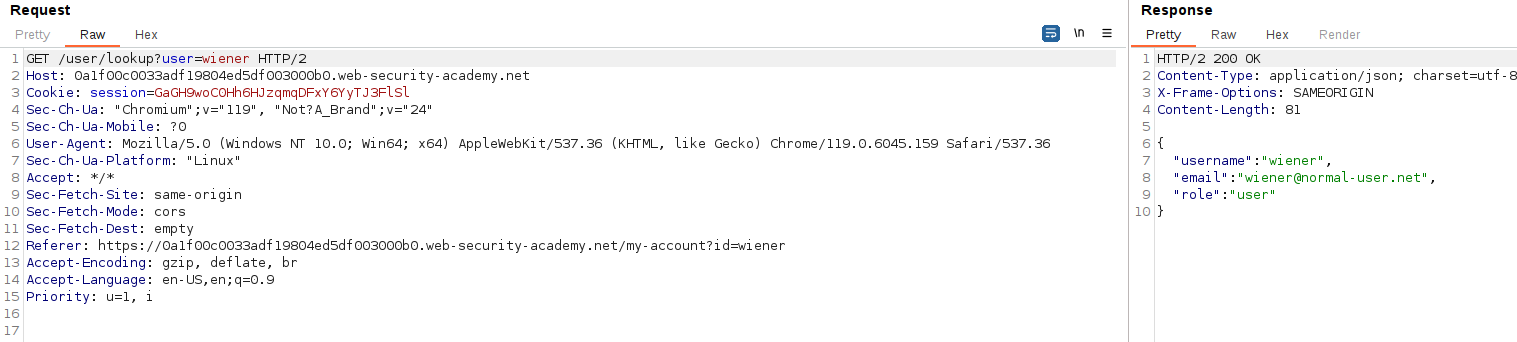 Request
Pretty Raw Hex
\n
1 GET /user/lookup?user=wiener HTTP/2
2 Host: 0a1f00c0033adf19804ed5df003000b0.web-security-academy.net
3 Cookie: session=GaGH9woC0Hh6HJzqmqDFxY6YyTJ3FlSl
4 Sec-Ch-Ua: "Chromium";v="119", "Not?A_Brand";v="24"
5 Sec-Ch-Ua-Mobile: ?0
6 User-Agent: Mozilla/5.0 (Windows NT 10.0; Win64; x64) AppleWebKit/537.36 (KHTML, like Gecko) Chrome/119.0.6045.159 Safari/537.36
7 Sec-Ch-Ua-Platform: "Linux"
8 Accept: */*
9 Sec-Fetch-Site: same-origin
10 Sec-Fetch-Mode: cors
11 Sec-Fetch-Dest: empty
12 Referer: https://0a1f00c0033adf19804ed5df003000b0.web-security-academy.net/my-account?id=wiener
13 Accept-Encoding: gzip, deflate, br
14 Accept-Language: en-US,en;q=0.9
15 Priority: u=1, i
16
17
Response
Pretty Raw Hex Render
1 HTTP/2 200 OK
2 Content-Type: application/json; charset=utf-8
3 X-Frame-Options: SAMEORIGIN
4 Content-Length: 81
5
6 {
7 "username":"wiener",
8 "email":"wiener@normal-user.net",
9 "role":"user"
10 }